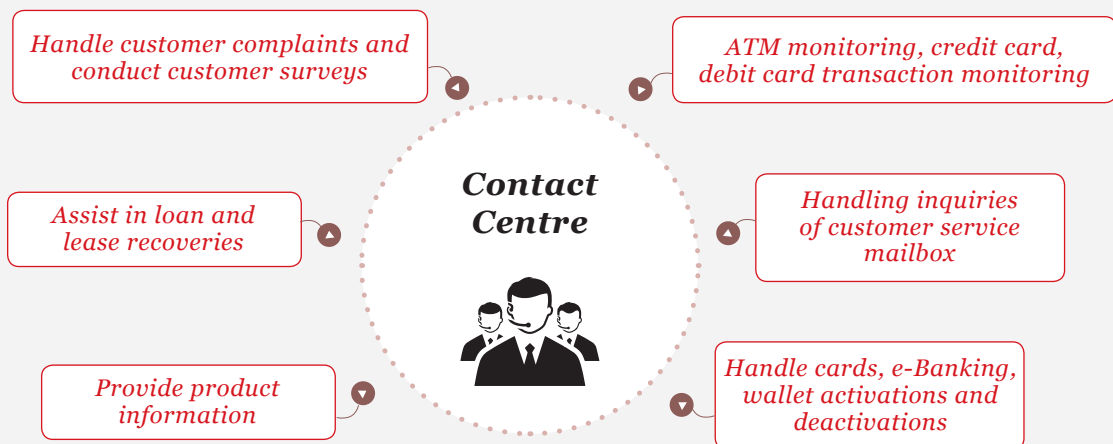 Handle customer complaints and
conduct customer surveys
ATM monitoring, credit card,
debit card transaction monitoring
Contact
Centre
Assist in loan and
lease recoveries
Handling inquiries
of customer service
mailbox
Provide product
information
Handle cards, e-Banking,
wallet activations and
deactivations